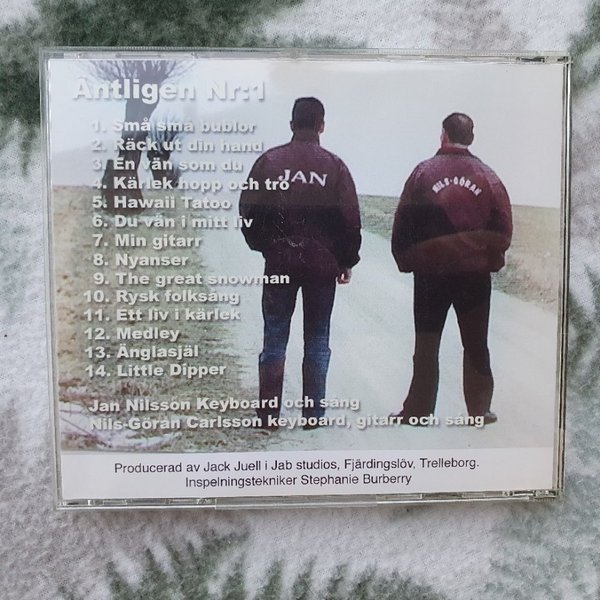 Äntligen Nr:1
1. Små små bublor
2. Räck ut din hand
3. En vän som du
4. Kärlek hopp och tro
5. Hawaii Tatoo
6. Du vän i mitt liv
7. Min gitarr
8. Nyanser
9. The great snowman
10. Rysk folksång
11. Ett liv i kärlek
12. Medley
13. Änglasjäl
14. Little Dipper
JAN
NILS-GÖRAN
Jan Nilsson Keyboard och sång
Nils-Göran Carlsson keyboard, gitarr och sång
Producerad av Jack Juell i Jab studios, Fjärdingslöv, Trelleborg.
Inspelningstekniker Stephanie Burberry